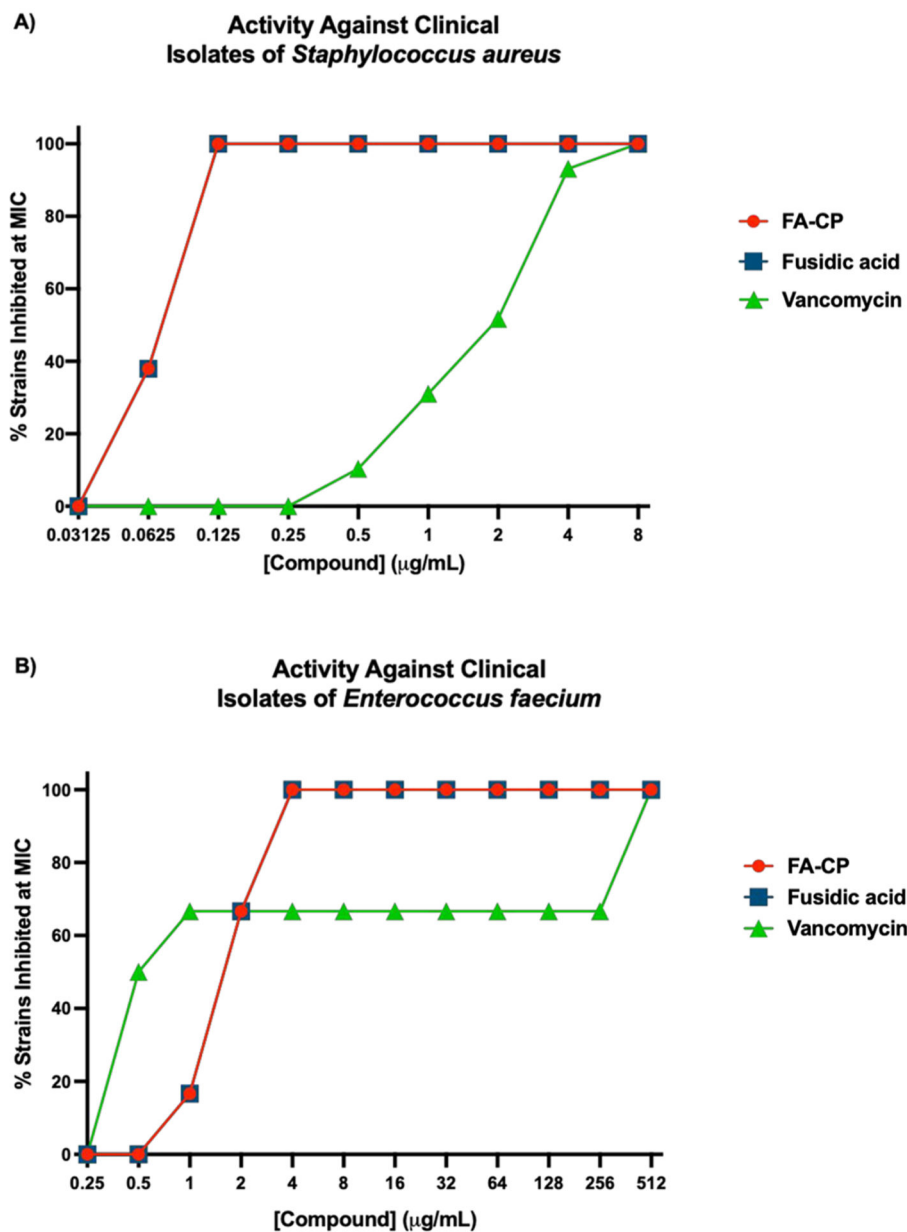 A)
Activity Against Clinical
Isolates of Staphylococcus aureus
% Strains Inhibited at MIC
100
80
60
40
20
0
0.03125 0.0625 0.125 0.25 0.5 1 2 4 8
[Compound] (μg/mL)
FA-CP
Fusidic acid
Vancomycin
B)
Activity Against Clinical
Isolates of Enterococcus faecium
% Strains Inhibited at MIC
100
80
60
40
20
0
0.25 0.5 1 2 4 8 16 32 64 128 256 512
[Compound] (μg/mL)
FA-CP
Fusidic acid
Vancomycin